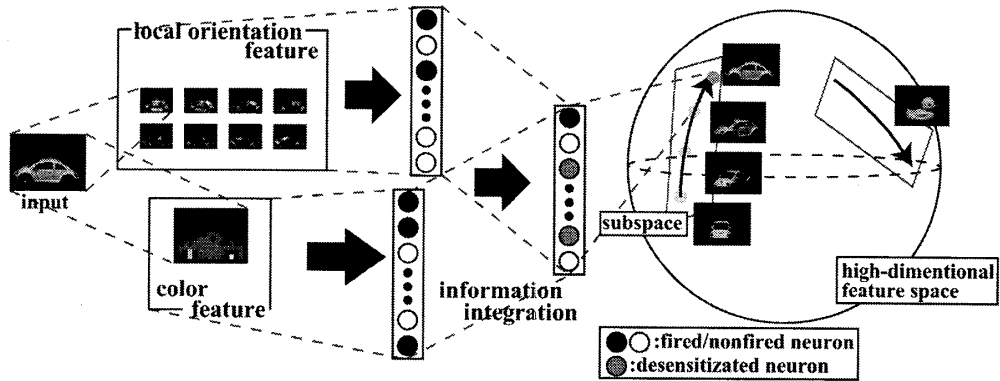 local orientation
feature
input
color
feature
information
integration
subspace
high-dimentional
feature space
:fired/nonfired neuron
:desensitizated neuron